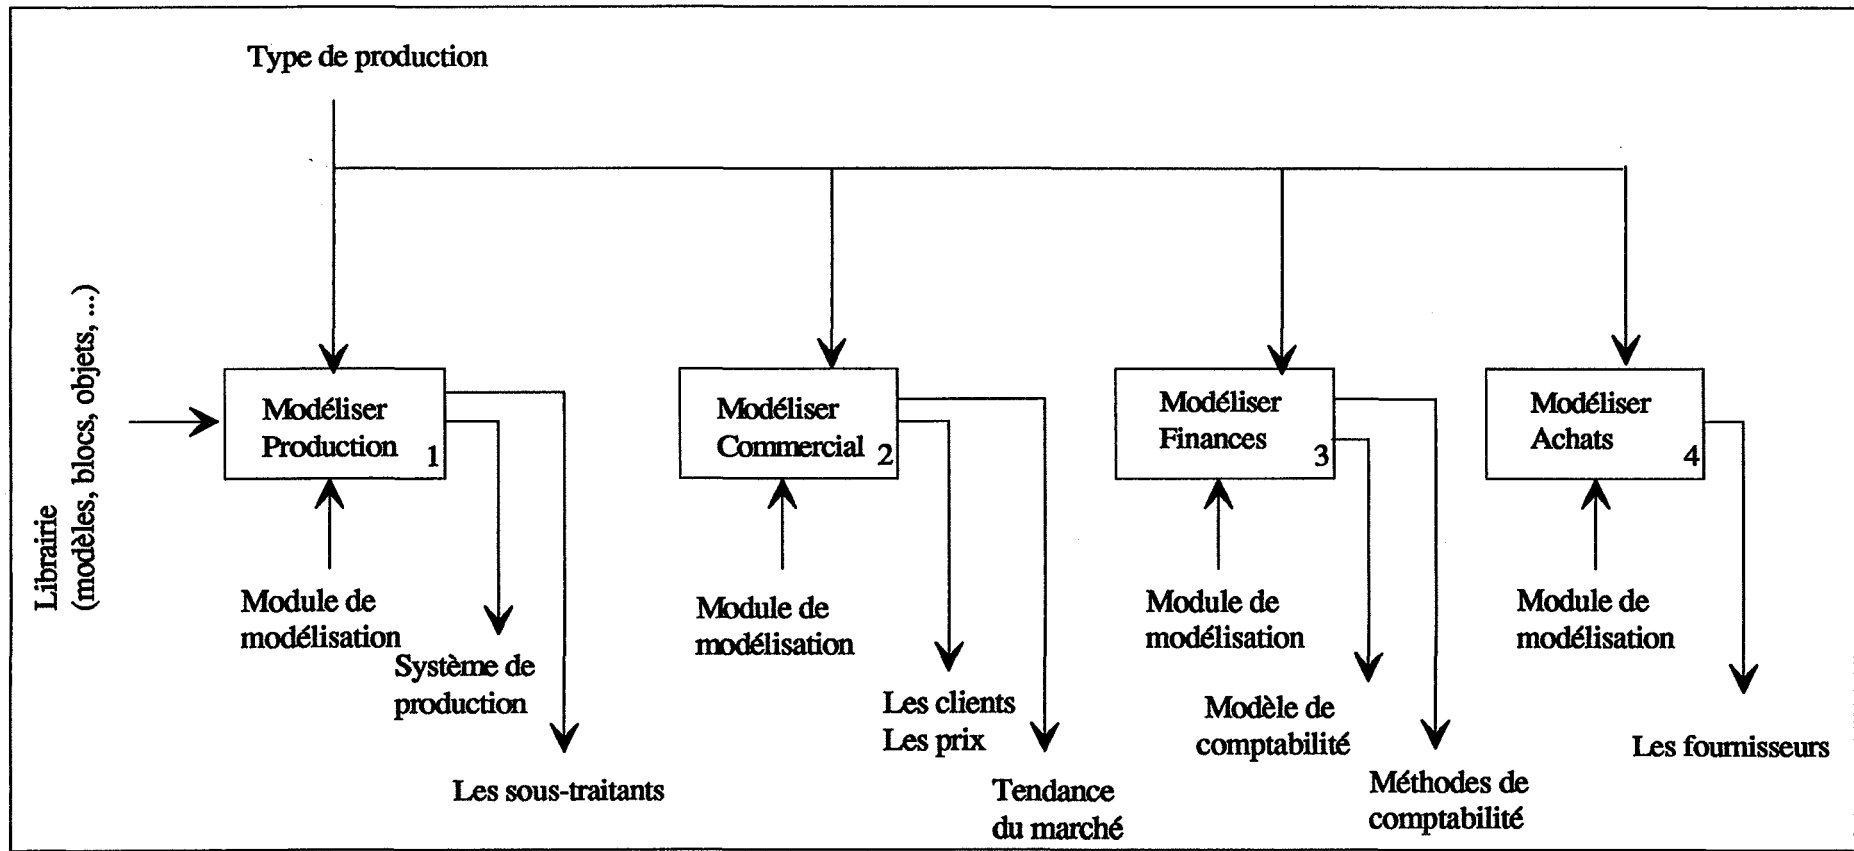 Type de production
Librairie
(modèles, blocs, objets, ...)
Modéliser
Production 1
Modéliser
Commercial 2
Modéliser
Finances 3
Modéliser
Achats 4
Module de
modélisation
Module de
modélisation
Module de
modélisation
Module de
modélisation
Système de
production
Les sous-traitants
Les clients
Les prix
Tendance
du marché
Modèle de
comptabilité
Méthodes de
comptabilité
Les fournisseurs